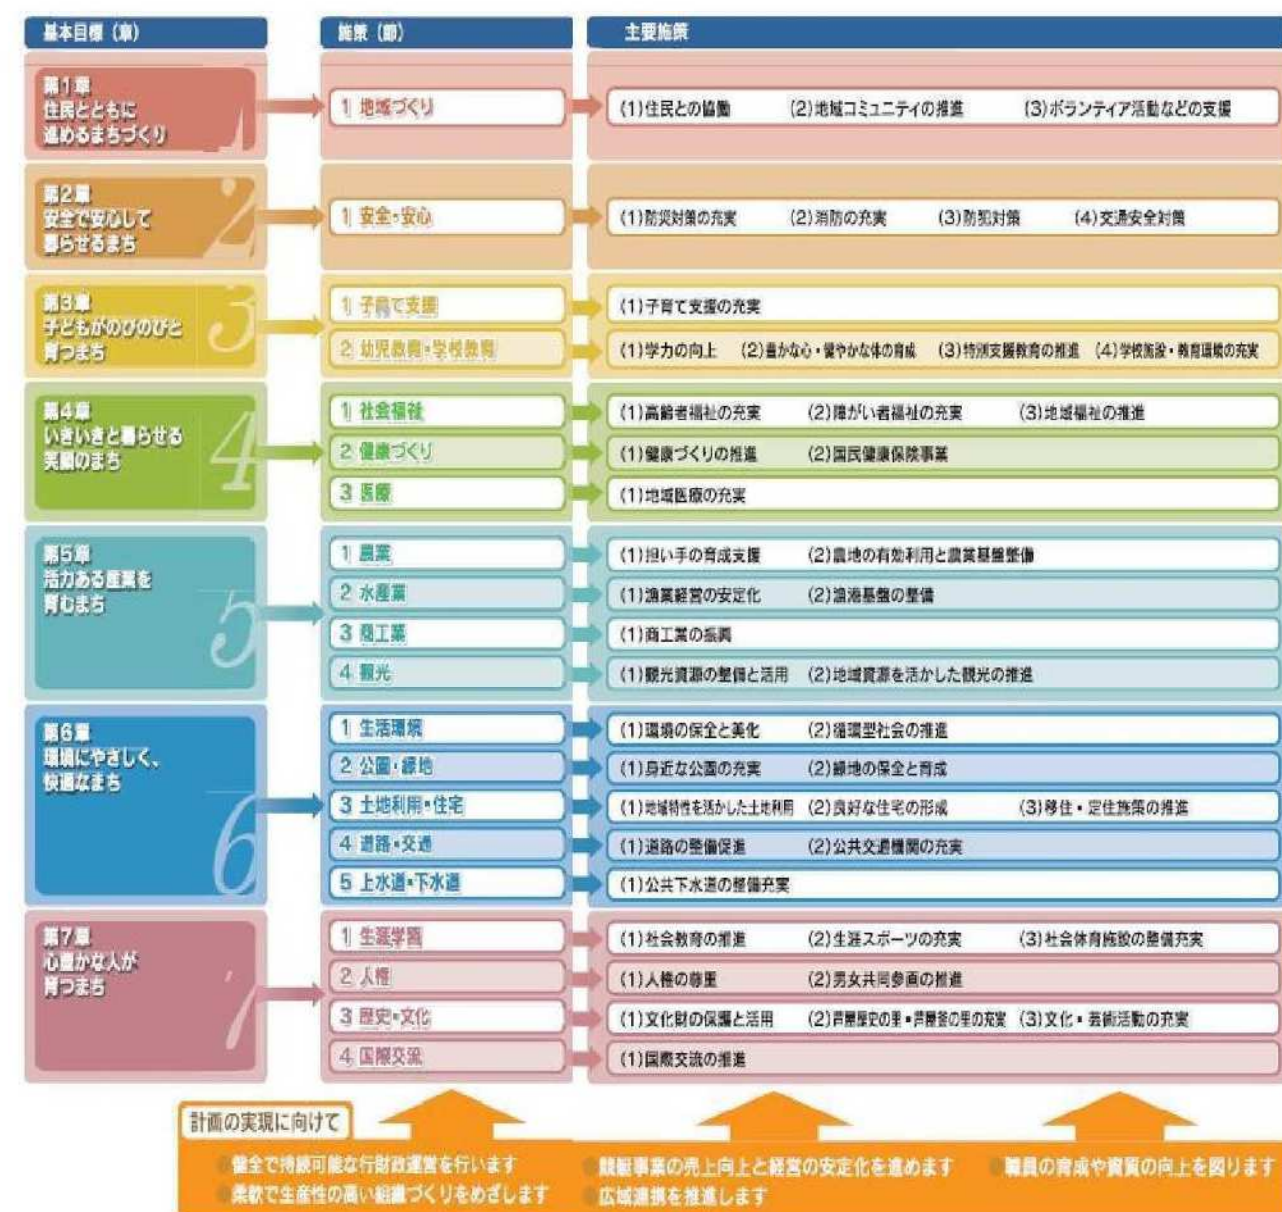 基本目標（章）
施策（節）
主要施策
第1章
住民とともに
進めるまちづくり
1
1 地域づくり
(1)住民との協働 (2)地域コミュニティの推進 (3)ボランティア活動などの支援
第2章
安全で安心して
暮らせるまち
2
1 安全・安心
(1)防災対策の充実 (2)消防の充実 (3)防犯対策 (4)交通安全対策
第3章
子どもがのびのびと
育つまち
3
1 子育て支援
(1)子育て支援の充実
2 幼児教育・学校教育
(1)学力の向上 (2)豊かな心・健やかな体の育成 (3)特別支援教育の推進 (4)学校施設・教育環境の充実
第4章
いきいきと暮らせる
笑顔のまち
4
1 社会福祉
(1)高齢者福祉の充実 (2)障がい者福祉の充実 (3)地域福祉の推進
2 健康づくり
(1)健康づくりの推進 (2)国民健康保険事業
3 医療
(1)地域医療の充実
第5章
活力ある産業を
育むまち
5
1 農業
(1)担い手の育成支援 (2)農地の有効利用と農業基盤整備
2 水産業
(1)漁業経営の安定化 (2)漁港基盤の整備
3 商工業
(1)商工業の振興
4 観光
(1)観光資源の整備と活用 (2)地域資源を活かした観光の推進
第6章
環境にやさしく、
快適なまち
6
1 生活環境
(1)環境の保全と美化 (2)循環型社会の推進
2 公園・緑地
(1)身近な公園の充実 (2)緑地の保全と育成
3 土地利用・住宅
(1)地域特性を活かした土地利用 (2)良好な住宅の形成 (3)移住・定住施策の推進
4 道路・交通
(1)道路の整備促進 (2)公共交通機関の充実
5 上水道・下水道
(1)公共下水道の整備充実
第7章
心豊かな人が
育つまち
7
1 生涯学習
(1)社会教育の推進 (2)生涯スポーツの充実 (3)社会体育施設の整備充実
2 人権
(1)人権の尊重 (2)男女共同参画の推進
3 歴史・文化
(1)文化財の保護と活用 (2)芦屋歴史の里・芦屋釜の里の充実 (3)文化・芸術活動の充実
4 国際交流
(1)国際交流の推進
計画の実現に向けて
●健全で持続可能な行財政運営を行います
●柔軟で生産性の高い組織づくりをめざします
●競艇事業の売上向上と経営の安定化を進めます
●広域連携を推進します
●職員の育成や資質の向上を図ります